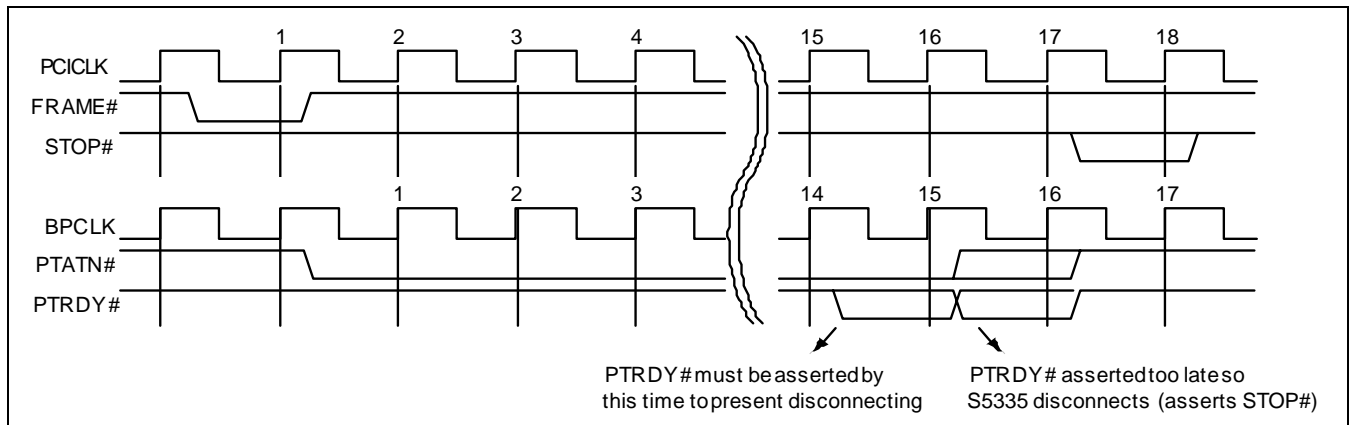 1 2 3 4 15 16 17 18
PCICLK
FRAME#
STOP#
1 2 3 14 15 16 17
BPCLK
PTATN#
PTRDY#
PTRDY# must be asserted by
this time to present disconnecting
PTRDY# asserted too late so
S5335 disconnects (asserts STOP#)